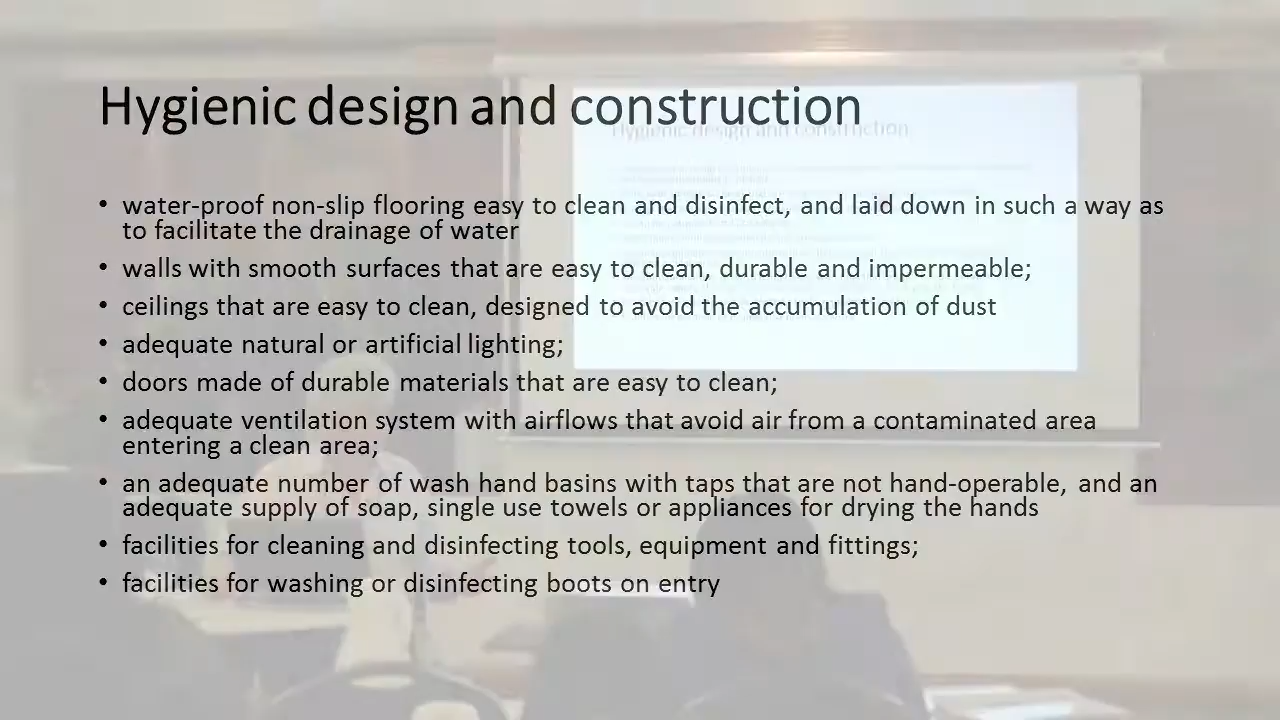 Hygienic design and construction
• water-proof non-slip flooring easy to clean and disinfect, and laid down in such a way as
to facilitate the drainage of water
• walls with smooth surfaces that are easy to clean, durable and impermeable;
• ceilings that are easy to clean, designed to avoid the accumulation of dust
• adequate natural or artificial lighting;
• doors made of durable materials that are easy to clean;
• adequate ventilation system with airflows that avoid air from a contaminated area
entering a clean area;
• an adequate number of wash hand basins with taps that are not hand-operable, and an
adequate supply of soap, single use towels or appliances for drying the hands
• facilities for cleaning and disinfecting tools, equipment and fittings;
• facilities for washing or disinfecting boots on entry
Hygienic design and construction